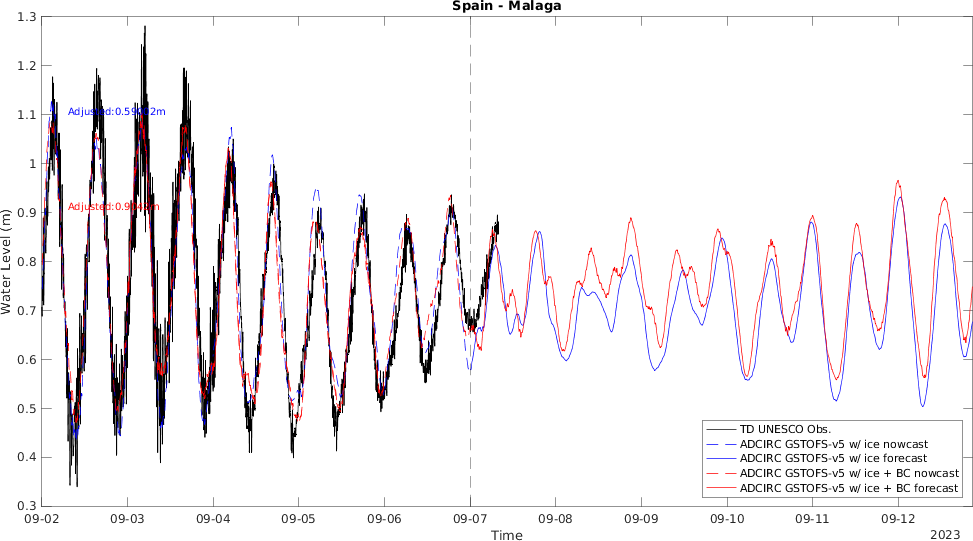 Spain - Malaga
1.3
1.2
1.1
1
0.9
0.8
0.7
0.6
0.5
0.4
0.3
Water Level (m)
09-02
09-03
09-04
09-05
09-06
09-07
09-08
09-09
09-10
09-11
09-12
Time
2023
TD UNESCO Obs.
ADCIRC GSTOFS-v5 w/ ice nowcast
ADCIRC GSTOFS-v5 w/ ice forecast
ADCIRC GSTOFS-v5 w/ ice + BC nowcast
ADCIRC GSTOFS-v5 w/ ice + BC forecast